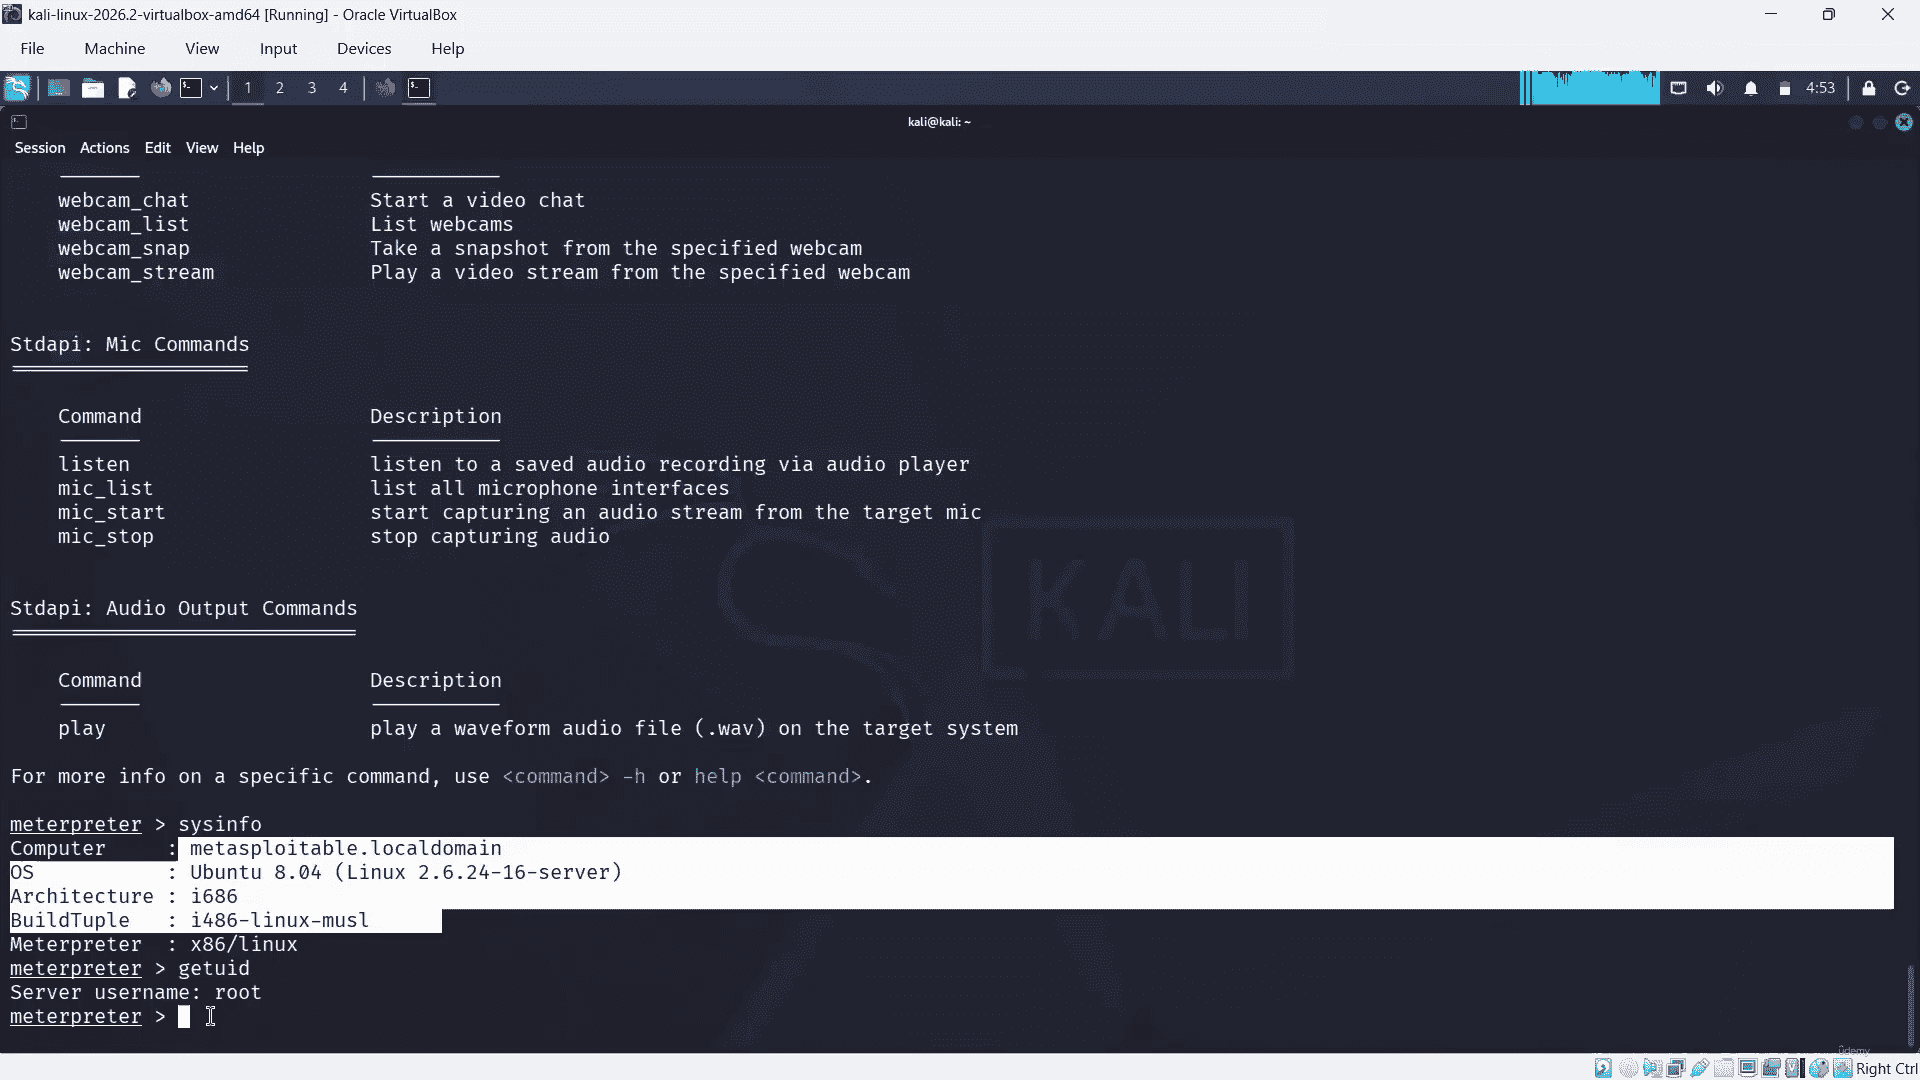 kali-linux-2026.2-virtualbox-amd64 [Running] - Oracle VirtualBox
File Machine View Input Devices Help
1 2 3 4 4:53
kali@kali: ~
Session Actions Edit View Help
webcam_chat Start a video chat
webcam_list List webcams
webcam_snap Take a snapshot from the specified webcam
webcam_stream Play a video stream from the specified webcam
Stdapi: Mic Commands
Command Description
listen listen to a saved audio recording via audio player
mic_list list all microphone interfaces
mic_start start capturing an audio stream from the target mic
mic_stop stop capturing audio
KALI
Stdapi: Audio Output Commands
Command Description
play play a waveform audio file (.wav) on the target system
For more info on a specific command, use <command> -h or help <command>.
meterpreter > sysinfo
Computer : metasploitable.localdomain
OS : Ubuntu 8.04 (Linux 2.6.24-16-server)
Architecture : i686
BuildTuple : i486-linux-musl
Meterpreter : x86/linux
meterpreter > getuid
Server username: root
meterpreter >
ûdemy
Right Ctrl